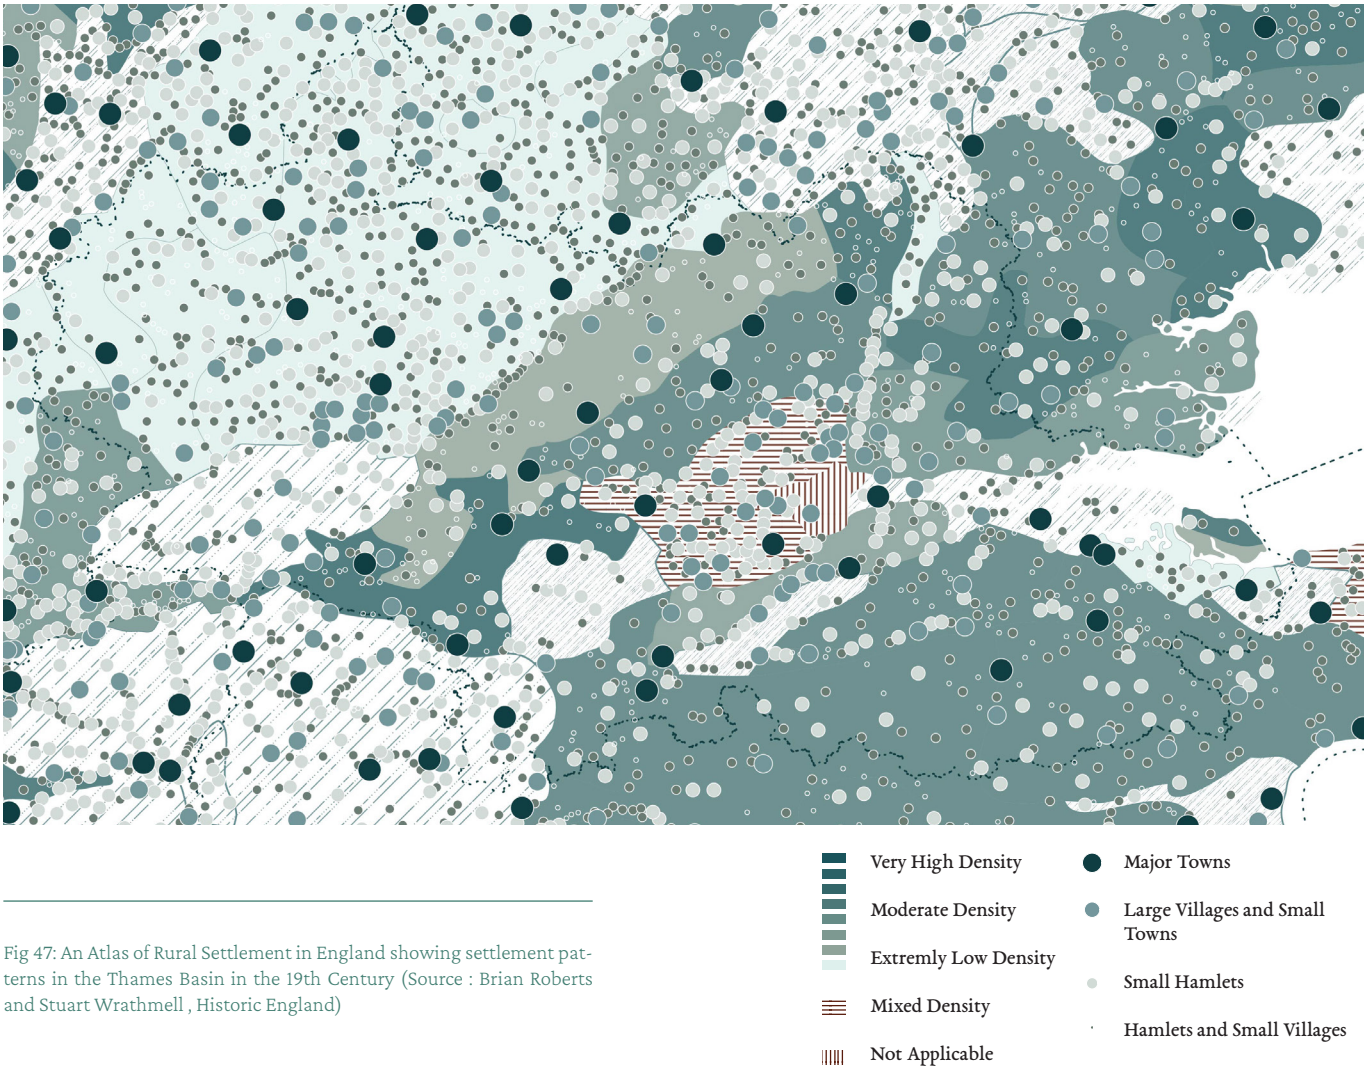 Very High Density
Moderate Density
Extremly Low Density
Mixed Density
Not Applicable
Major Towns
Large Villages and Small
Towns
Small Hamlets
Hamlets and Small Villages
Fig 47: An Atlas of Rural Settlement in England showing settlement pat-
terns in the Thames Basin in the 19th Century (Source : Brian Roberts
and Stuart Wrathmell , Historic England)